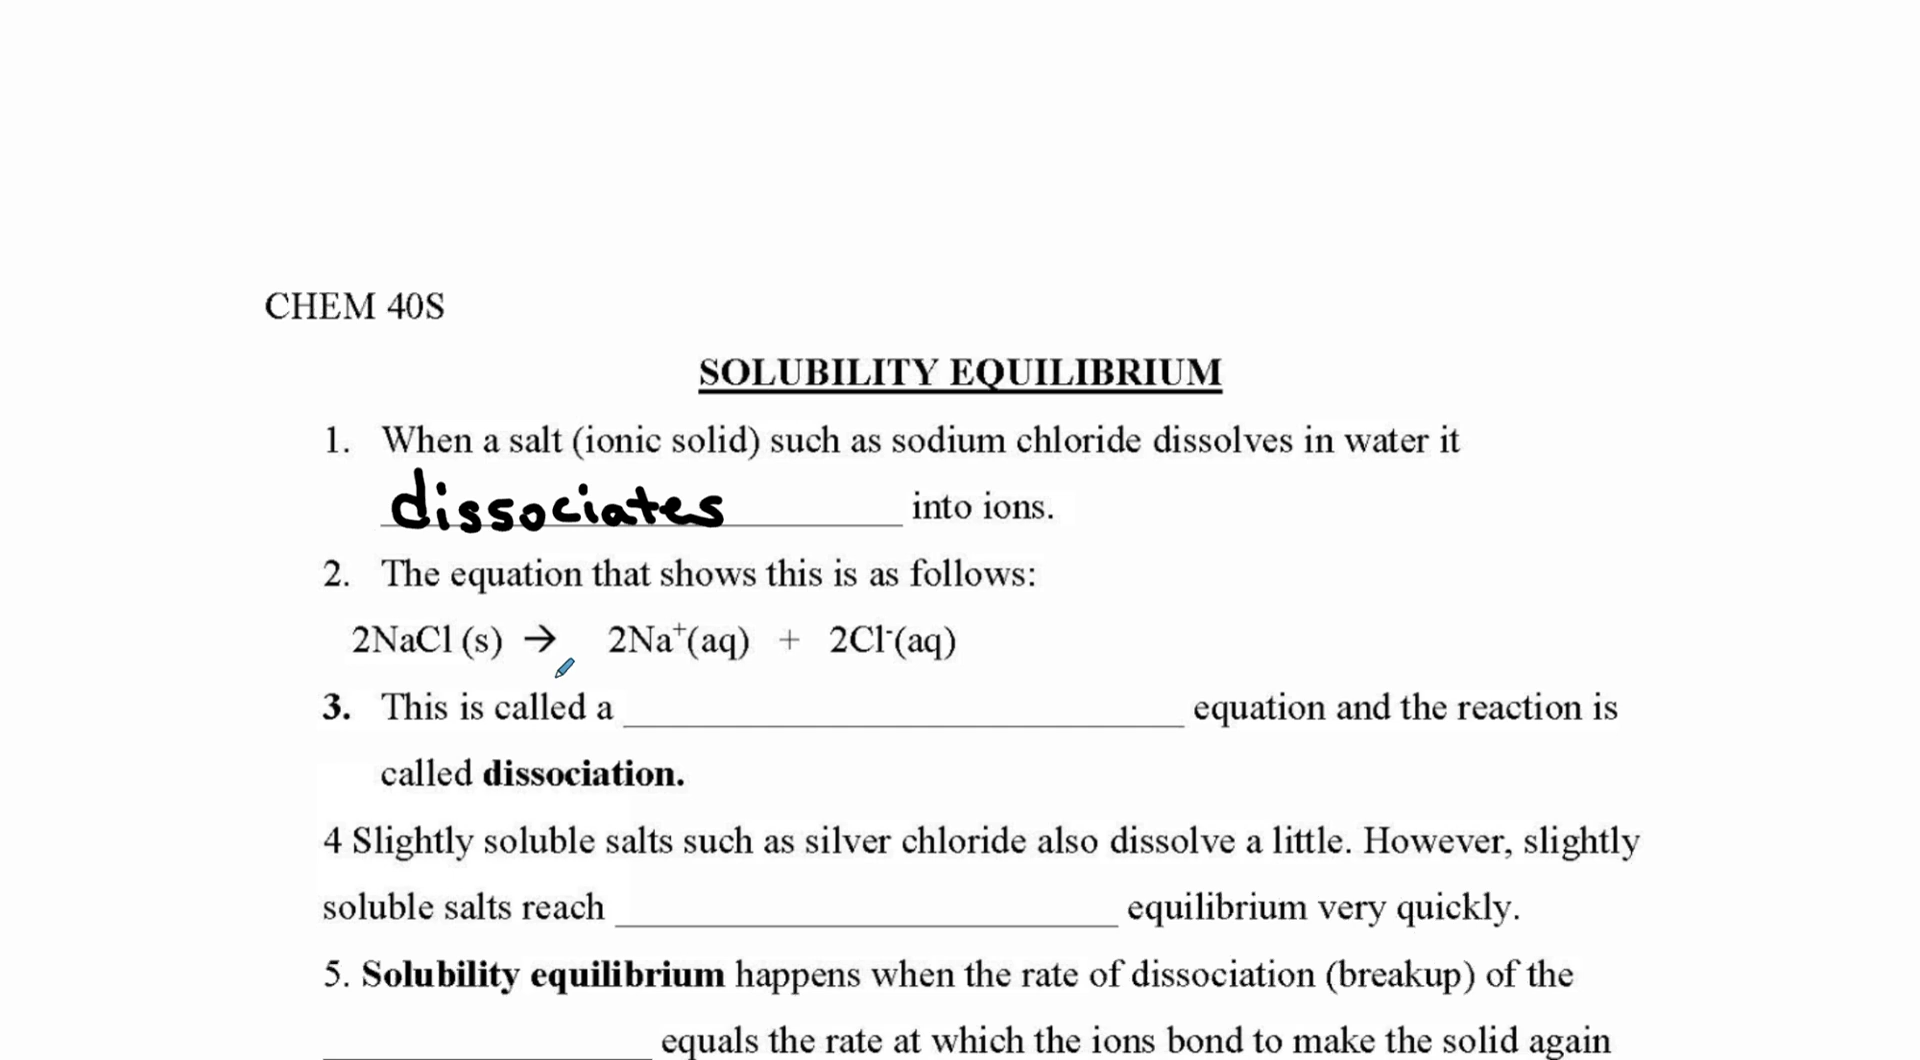 CHEM 40S
SOLUBILITY EQUILIBRIUM
1. When a salt (ionic solid) such as sodium chloride dissolves in water it
dissociates into ions.
2. The equation that shows this is as follows:
2NaCl (s) → 2Na⁺(aq) + 2Cl⁻(aq)
3. This is called a ______________ equation and the reaction is
called dissociation.
4 Slightly soluble salts such as silver chloride also dissolve a little. However, slightly
soluble salts reach ______________ equilibrium very quickly.
5. Solubility equilibrium happens when the rate of dissociation (breakup) of the
______________ equals the rate at which the ions bond to make the solid again